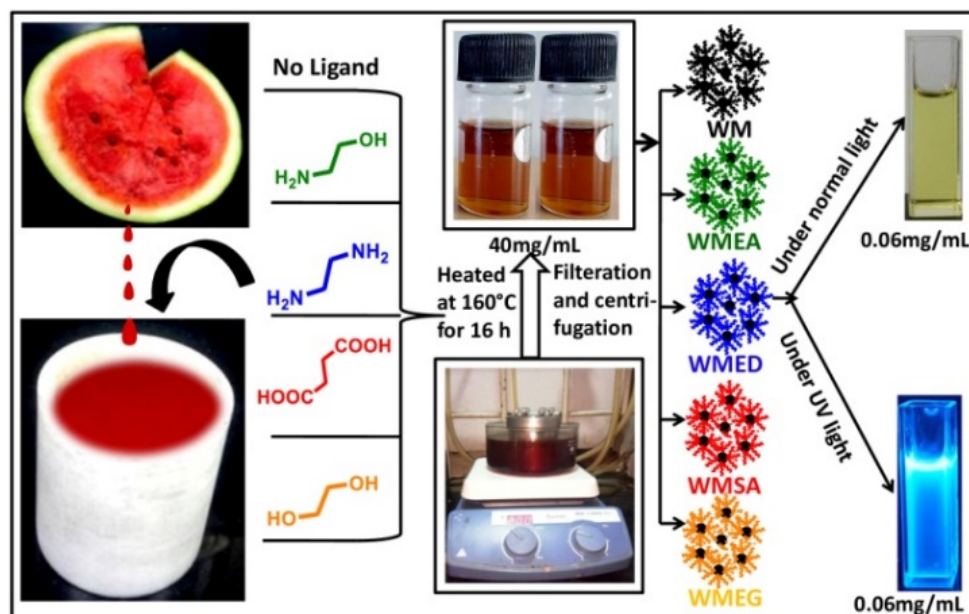 No Ligand
OH
H₂N
NH₂
H₂N
COOH
HOOC
OH
HO
40mg/mL
Heated
at 160°C
for 16 h
Filteration
and centri-
fugation
WM
WMEA
WMED
WMSA
WMEG
Under normal light
Under UV light
0.06mg/mL
0.06mg/mL